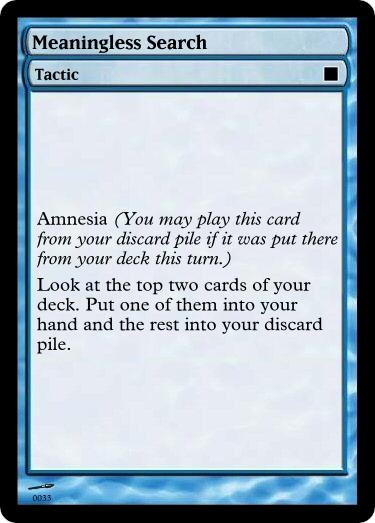 Meaningless Search
Tactic
Amnesia (You may play this card
from your discard pile if it was put there
from your deck this turn.)
Look at the top two cards of your
deck. Put one of them into your
hand and the rest into your discard
pile.
0033